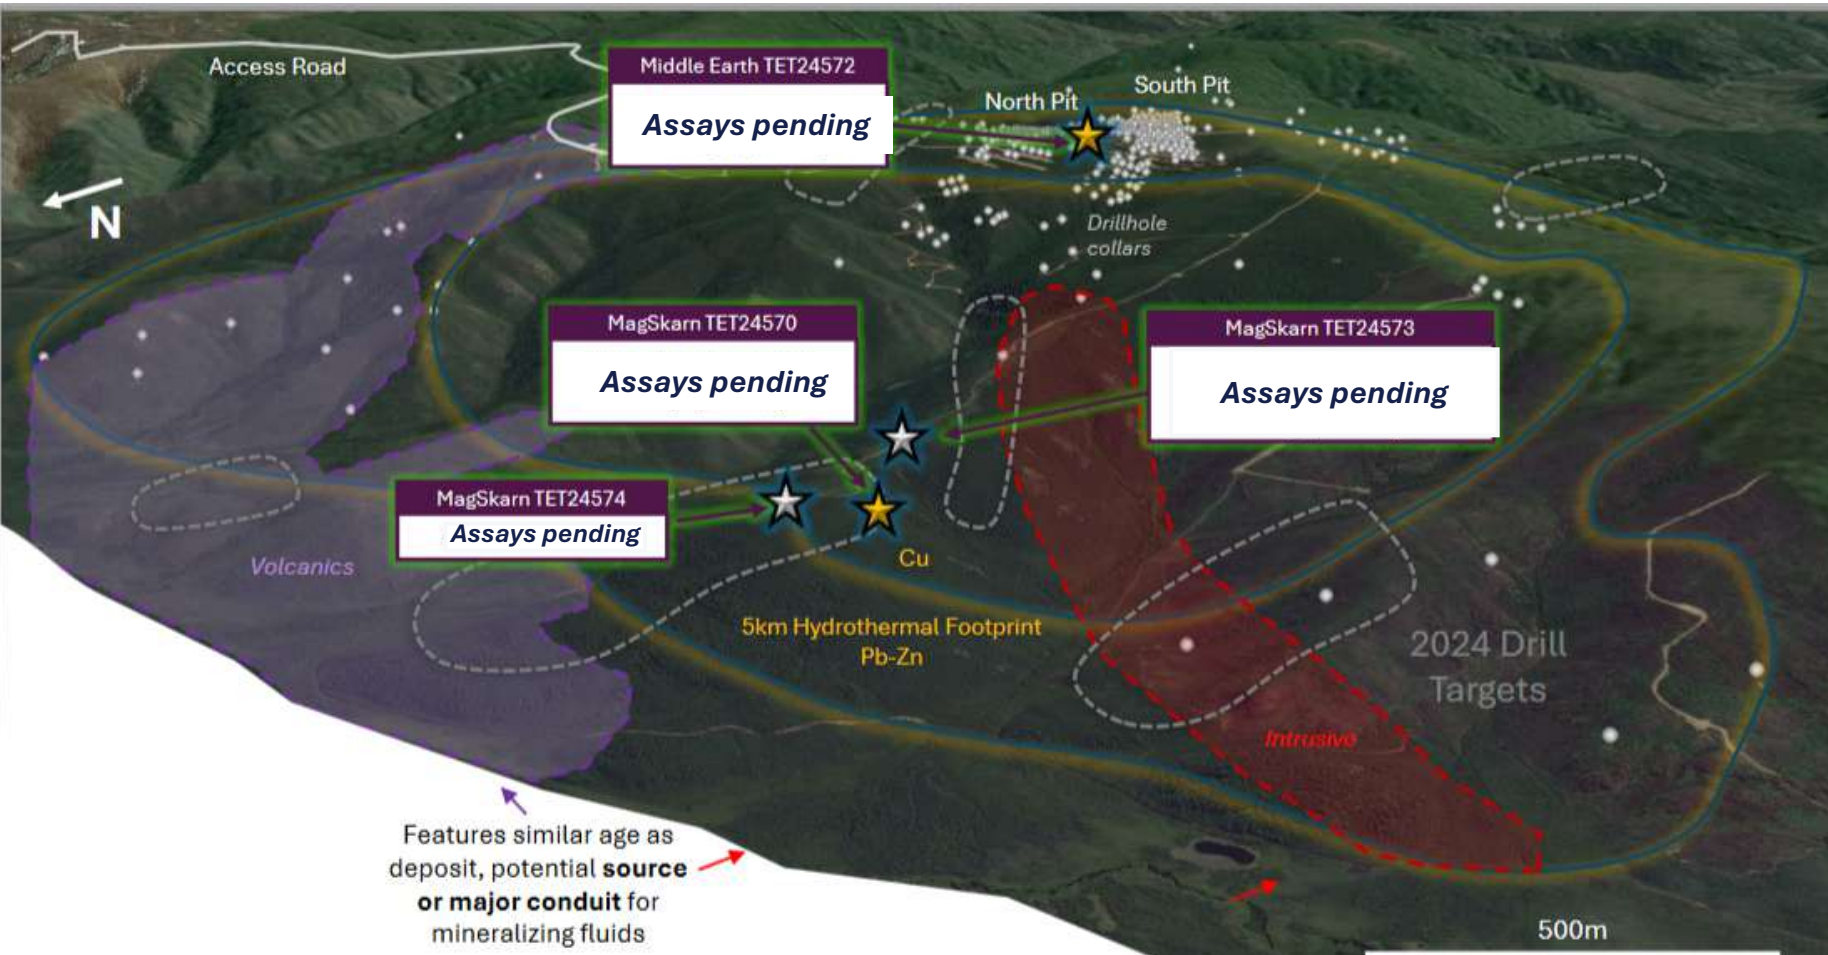 Access Road
Middle Earth TET24572
Assays pending
North Pit
South Pit
N
Drillhole
collars
MagSkarn TET24570
Assays pending
MagSkarn TET24573
Assays pending
MagSkarn TET24574
Assays pending
Volcanics
Cu
5km Hydrothermal Footprint
Pb-Zn
2024 Drill
Targets
Intrusive
Features similar age as
deposit, potential source
or major conduit for
mineralizing fluids
500m